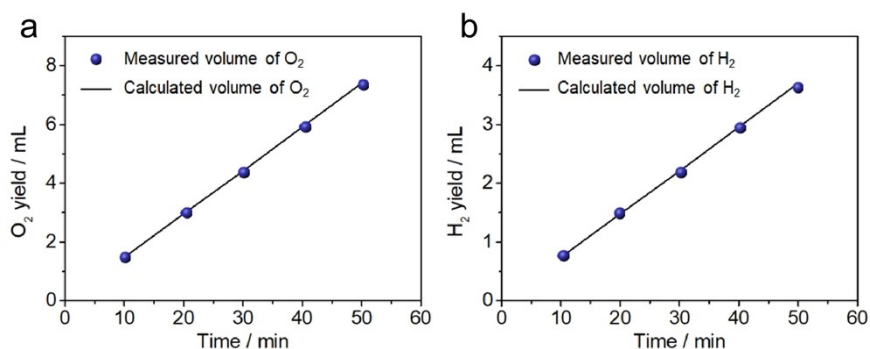 a
Measured volume of O₂
Calculated volume of O₂
O₂ yield / mL
8
6
4
2
0
0 10 20 30 40 50 60
Time / min
b
Measured volume of H₂
Calculated volume of H₂
H₂ yield / mL
4
3
2
1
0
0 10 20 30 40 50 60
Time / min